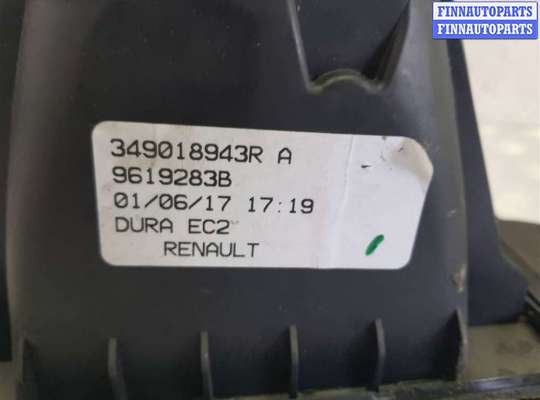 FINNAUTOPARTS
FINNAUTOPARTS
349018943R A
9619283B
01/06/17 17:19
DURA EC2
RENAULT